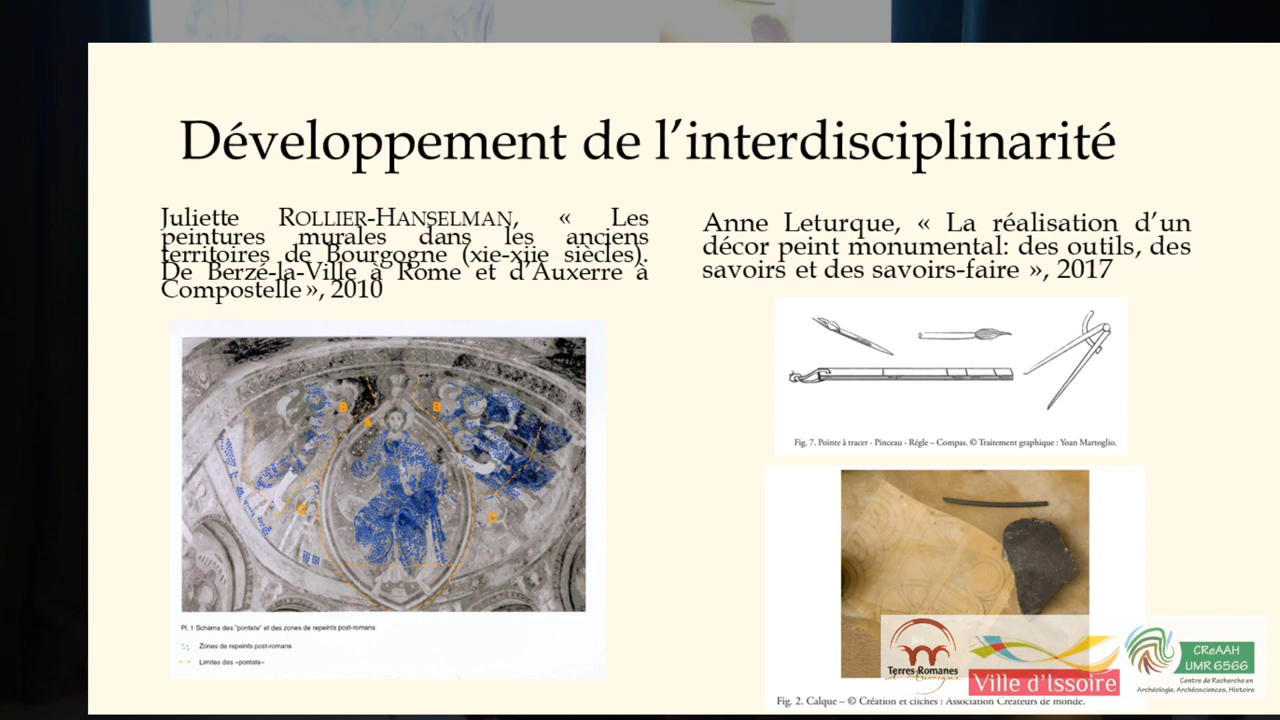 Développement de l’interdisciplinarité
Juliette ROLLIER-HANSELMAN, « Les
peintures murales dans les anciens
territoires de Bourgogne (xie-xiie siècles).
De Berzé-la-Ville à Rome et d’Auxerre à
Compostelle », 2010
B
B
A
C
C
Pl. 1 Schéma des "pontate" et des zones de repeints post-romans
Zones de repeints post-romans
Limites des «pontate»
Anne Leturque, « La réalisation d’un
décor peint monumental: des outils, des
savoirs et des savoirs-faire », 2017
Fig. 7. Pointe à tracer - Pinceau - Règle – Compas. © Traitement graphique : Yoan Martoglio.
Fig. 2. Calque – © Création et clichés : Association Créateurs de monde.
Terres Romanes
d'Auvergne
Ville d’Issoire
CReAAH
UMR 6566
Centre de Recherche en
Archéologie, Archéosciences, Histoire